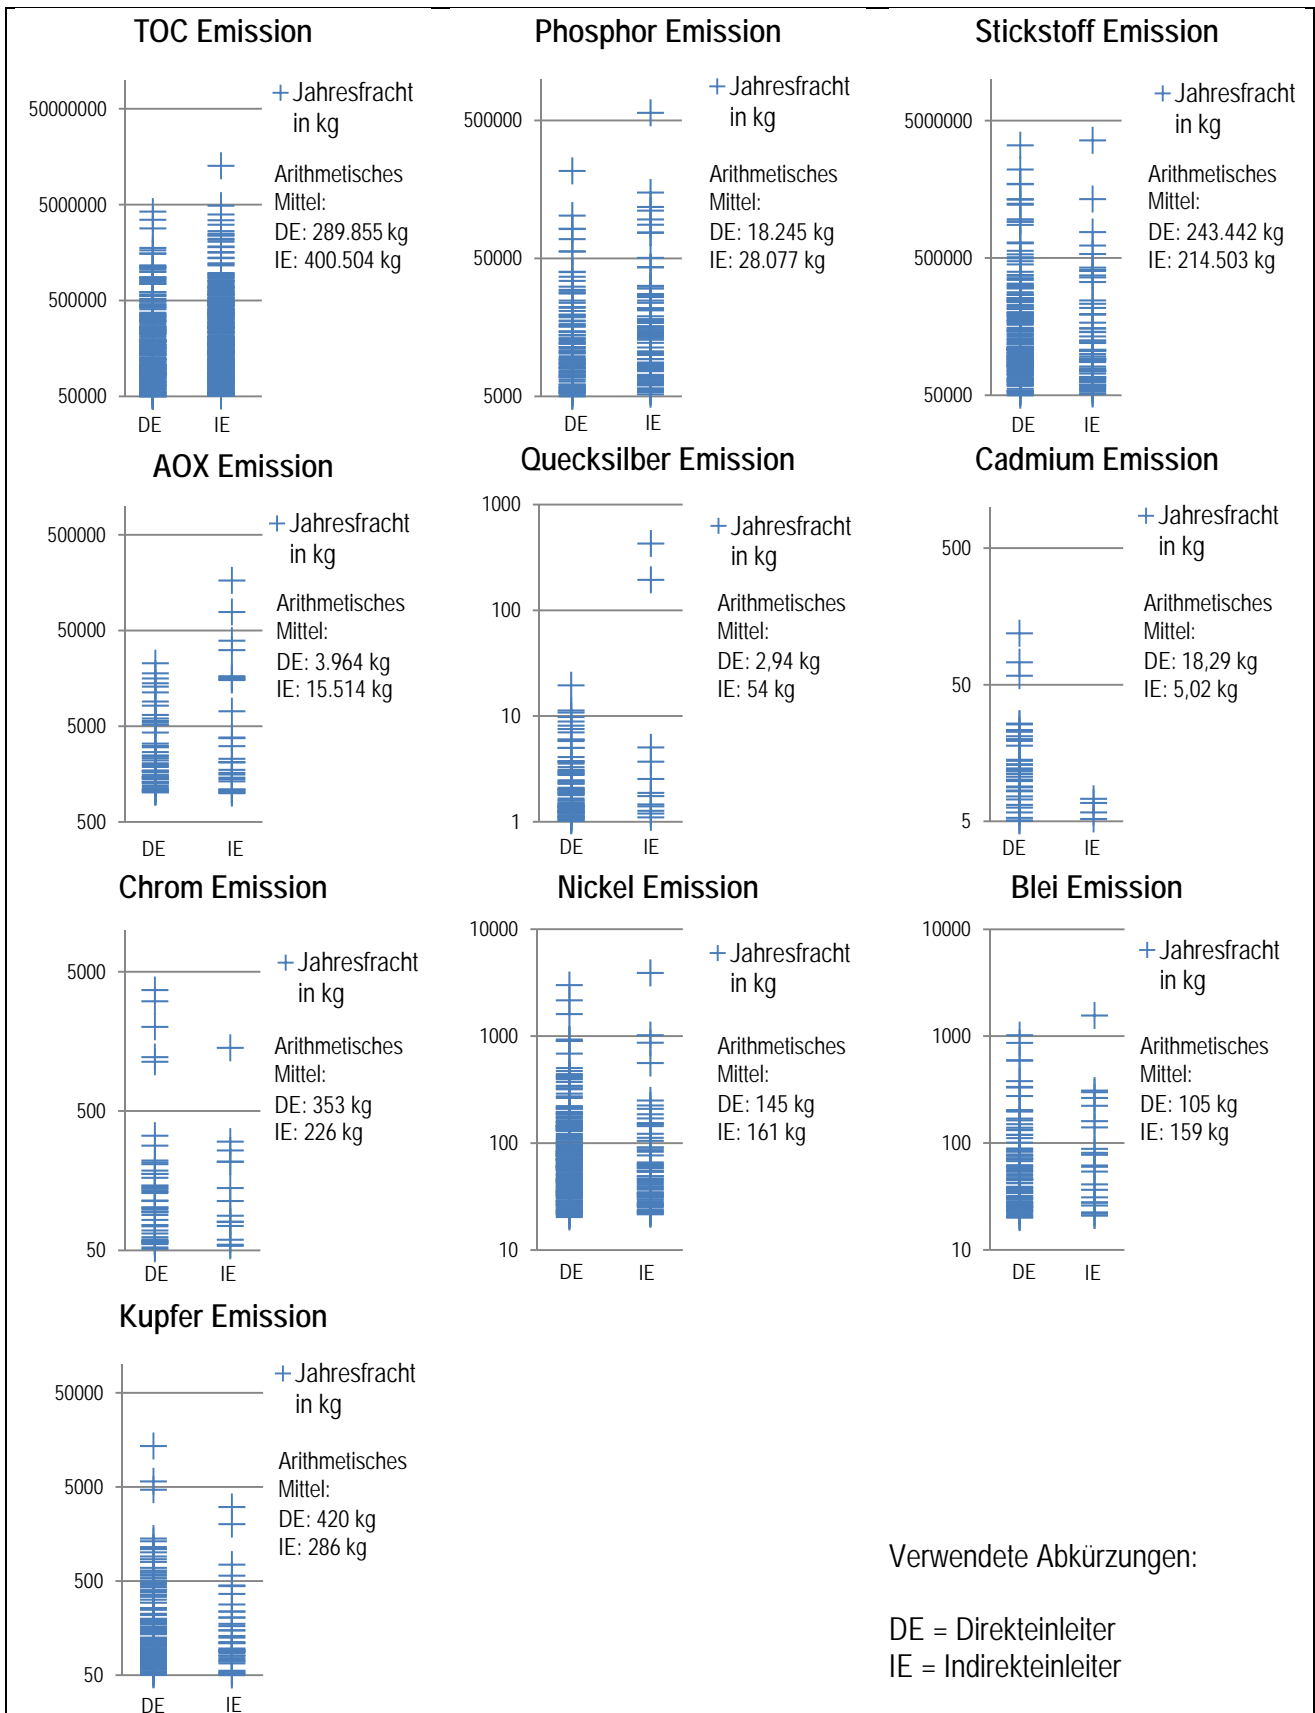 TOC Emission
50000000
5000000
500000
50000
DE
IE
Jahresfracht
in kg
Arithmetisches
Mittel:
DE: 289.855 kg
IE: 400.504 kg
Phosphor Emission
500000
50000
5000
DE
IE
Jahresfracht
in kg
Arithmetisches
Mittel:
DE: 18.245 kg
IE: 28.077 kg
Stickstoff Emission
5000000
500000
50000
DE
IE
Jahresfracht
in kg
Arithmetisches
Mittel:
DE: 243.442 kg
IE: 214.503 kg
AOX Emission
500000
50000
5000
500
DE
IE
Jahresfracht
in kg
Arithmetisches
Mittel:
DE: 3.964 kg
IE: 15.514 kg
Quecksilber Emission
1000
100
10
1
DE
IE
Jahresfracht
in kg
Arithmetisches
Mittel:
DE: 2,94 kg
IE: 54 kg
Cadmium Emission
500
50
5
DE
IE
Jahresfracht
in kg
Arithmetisches
Mittel:
DE: 18,29 kg
IE: 5,02 kg
Chrom Emission
5000
500
50
DE
IE
Jahresfracht
in kg
Arithmetisches
Mittel:
DE: 353 kg
IE: 226 kg
Nickel Emission
10000
1000
100
10
DE
IE
Jahresfracht
in kg
Arithmetisches
Mittel:
DE: 145 kg
IE: 161 kg
Blei Emission
10000
1000
100
10
DE
IE
Jahresfracht
in kg
Arithmetisches
Mittel:
DE: 105 kg
IE: 159 kg
Kupfer Emission
50000
5000
500
50
DE
IE
Jahresfracht
in kg
Arithmetisches
Mittel:
DE: 420 kg
IE: 286 kg
Verwendete Abkürzungen:
DE = Direkteinleiter
IE = Indirekteinleiter